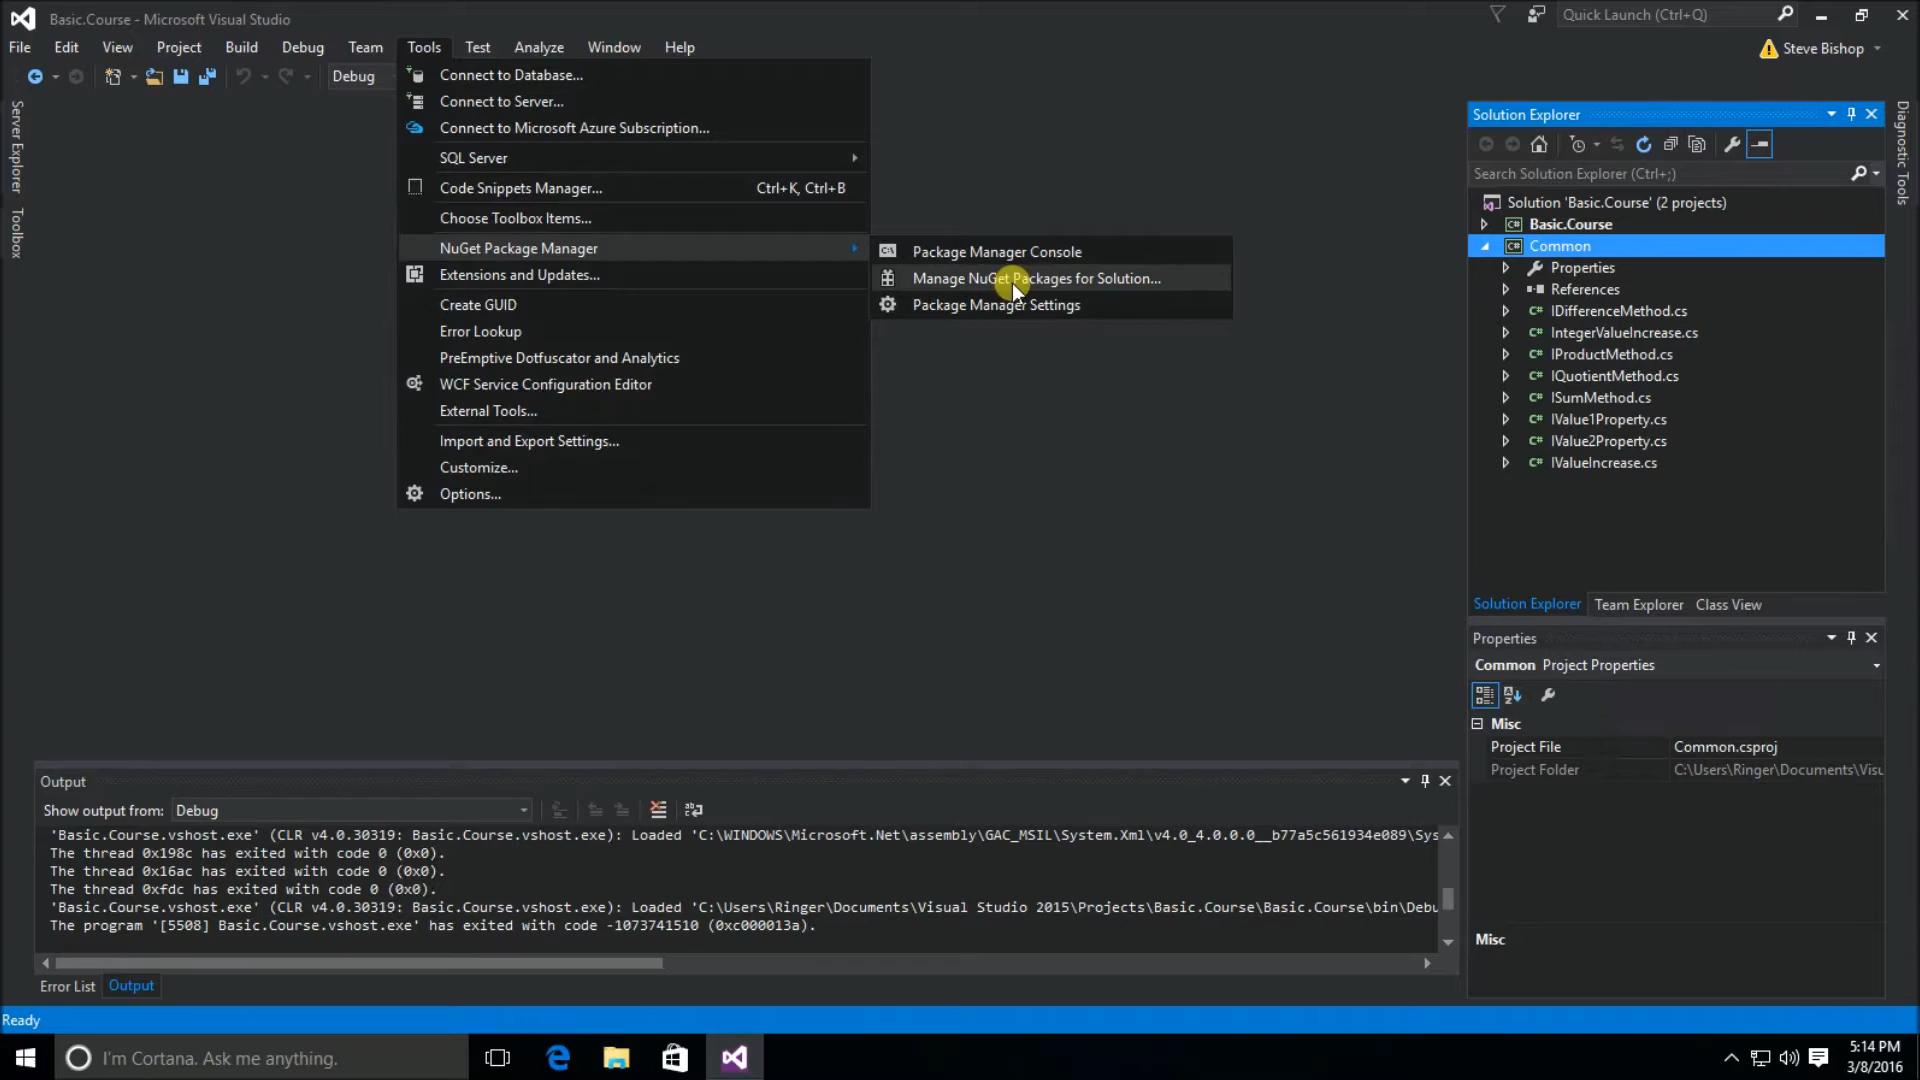 Basic.Course - Microsoft Visual Studio
Quick Launch (Ctrl+Q)
File Edit View Project Build Debug Team Tools Test Analyze Window Help
Steve Bishop
Debug
Server Explorer
Toolbox
Connect to Database...
Connect to Server...
Connect to Microsoft Azure Subscription...
SQL Server
Code Snippets Manager... Ctrl+K, Ctrl+B
Choose Toolbox Items...
NuGet Package Manager
Extensions and Updates...
Create GUID
Error Lookup
PreEmptive Dotfuscator and Analytics
WCF Service Configuration Editor
External Tools...
Import and Export Settings...
Customize...
Options...
Package Manager Console
Manage NuGet Packages for Solution...
Package Manager Settings
Solution Explorer
Search Solution Explorer (Ctrl+;)
Solution 'Basic.Course' (2 projects)
C# Basic.Course
C# Common
Properties
References
C# IDifferenceMethod.cs
C# IntegerValueIncrease.cs
C# IProductMethod.cs
C# IQuotientMethod.cs
C# ISumMethod.cs
C# IValue1Property.cs
C# IValue2Property.cs
C# IValueIncrease.cs
Solution Explorer Team Explorer Class View
Diagnostic Tools
Properties
Common Project Properties
Misc
Project File Common.csproj
Project Folder C:\Users\Ringer\Documents\Visu
Misc
Output
Show output from: Debug
'Basic.Course.vshost.exe' (CLR v4.0.30319: Basic.Course.vshost.exe): Loaded 'C:\WINDOWS\Microsoft.Net\assembly\GAC_MSIL\System.Xml\v4.0_4.0.0.0__b77a5c561934e089\Sys
The thread 0x198c has exited with code 0 (0x0).
The thread 0x16ac has exited with code 0 (0x0).
The thread 0xfdc has exited with code 0 (0x0).
'Basic.Course.vshost.exe' (CLR v4.0.30319: Basic.Course.vshost.exe): Loaded 'C:\Users\Ringer\Documents\Visual Studio 2015\Projects\Basic.Course\Basic.Course\bin\Debu
The program '[5508] Basic.Course.vshost.exe' has exited with code -1073741510 (0xc000013a).
Error List Output
Ready
I'm Cortana. Ask me anything.
5:14 PM
3/8/2016